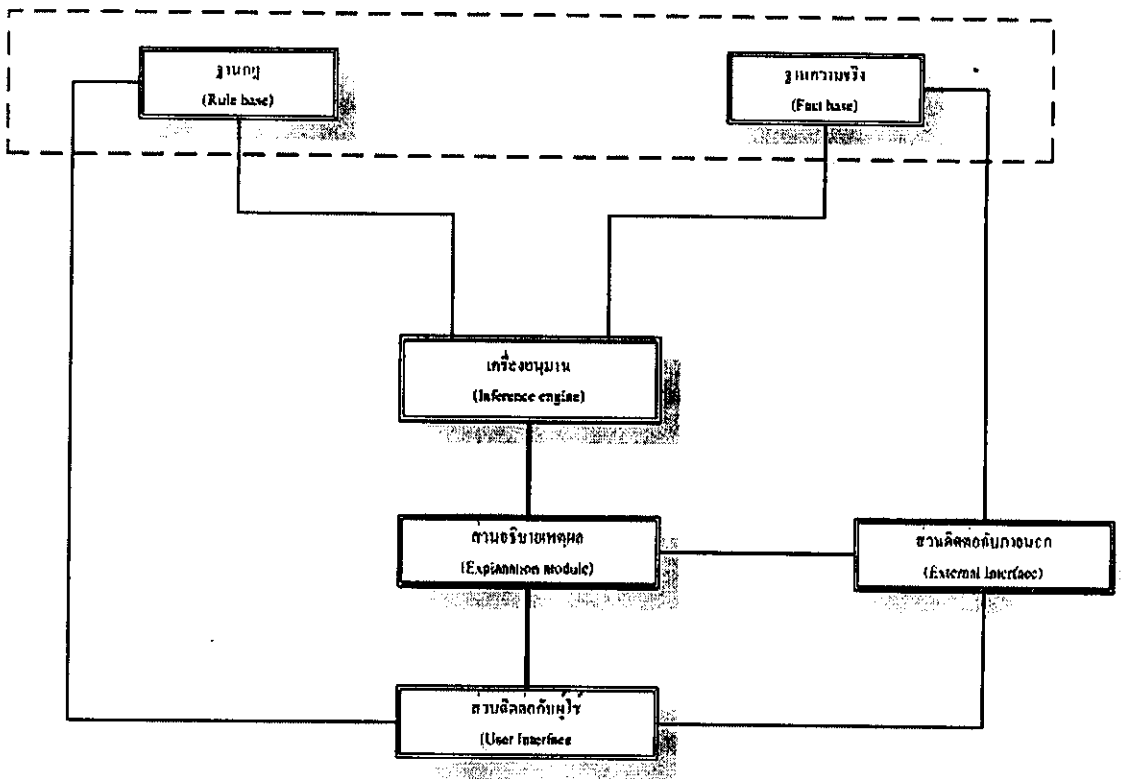 ฐานกฎ
(Rule base)
ฐานความจริง
(Fact base)
เครื่องอนุมาน
(Inference engine)
ส่วนอธิบายเหตุผล
(Explanation module)
ส่วนติดต่อกับภายนอก
(External Interface)
ส่วนติดต่อกับผู้ใช้
(User Interface